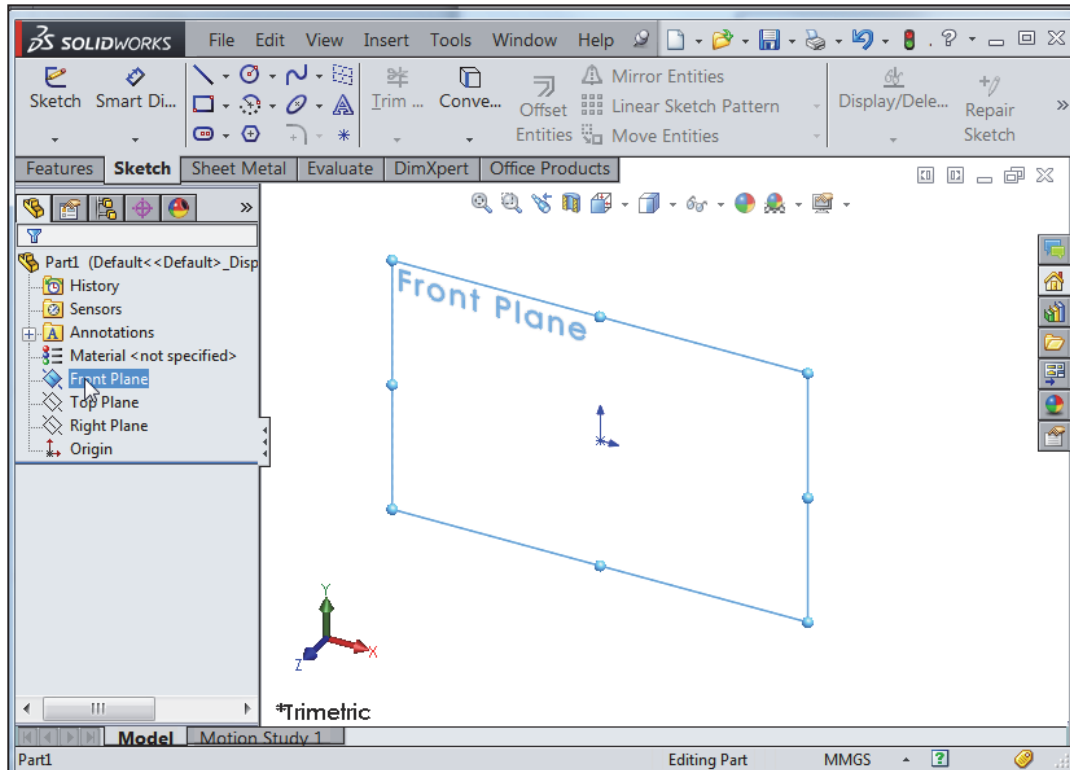 SOLIDWORKS File Edit View Insert Tools Window Help
Sketch Smart Di... Trim ... Conve... Offset Entities Mirror Entities Display/Dele... Repair Sketch
Linear Sketch Pattern
Move Entities
Features Sketch Sheet Metal Evaluate DimXpert Office Products
Part1 (Default<<Default>_Disp
History
Sensors
Annotations
Material <not specified>
Front Plane
Top Plane
Right Plane
Origin
Front Plane
Y
X
Z
*Trimetric
Model Motion Study 1
Part1 Editing Part MMGS